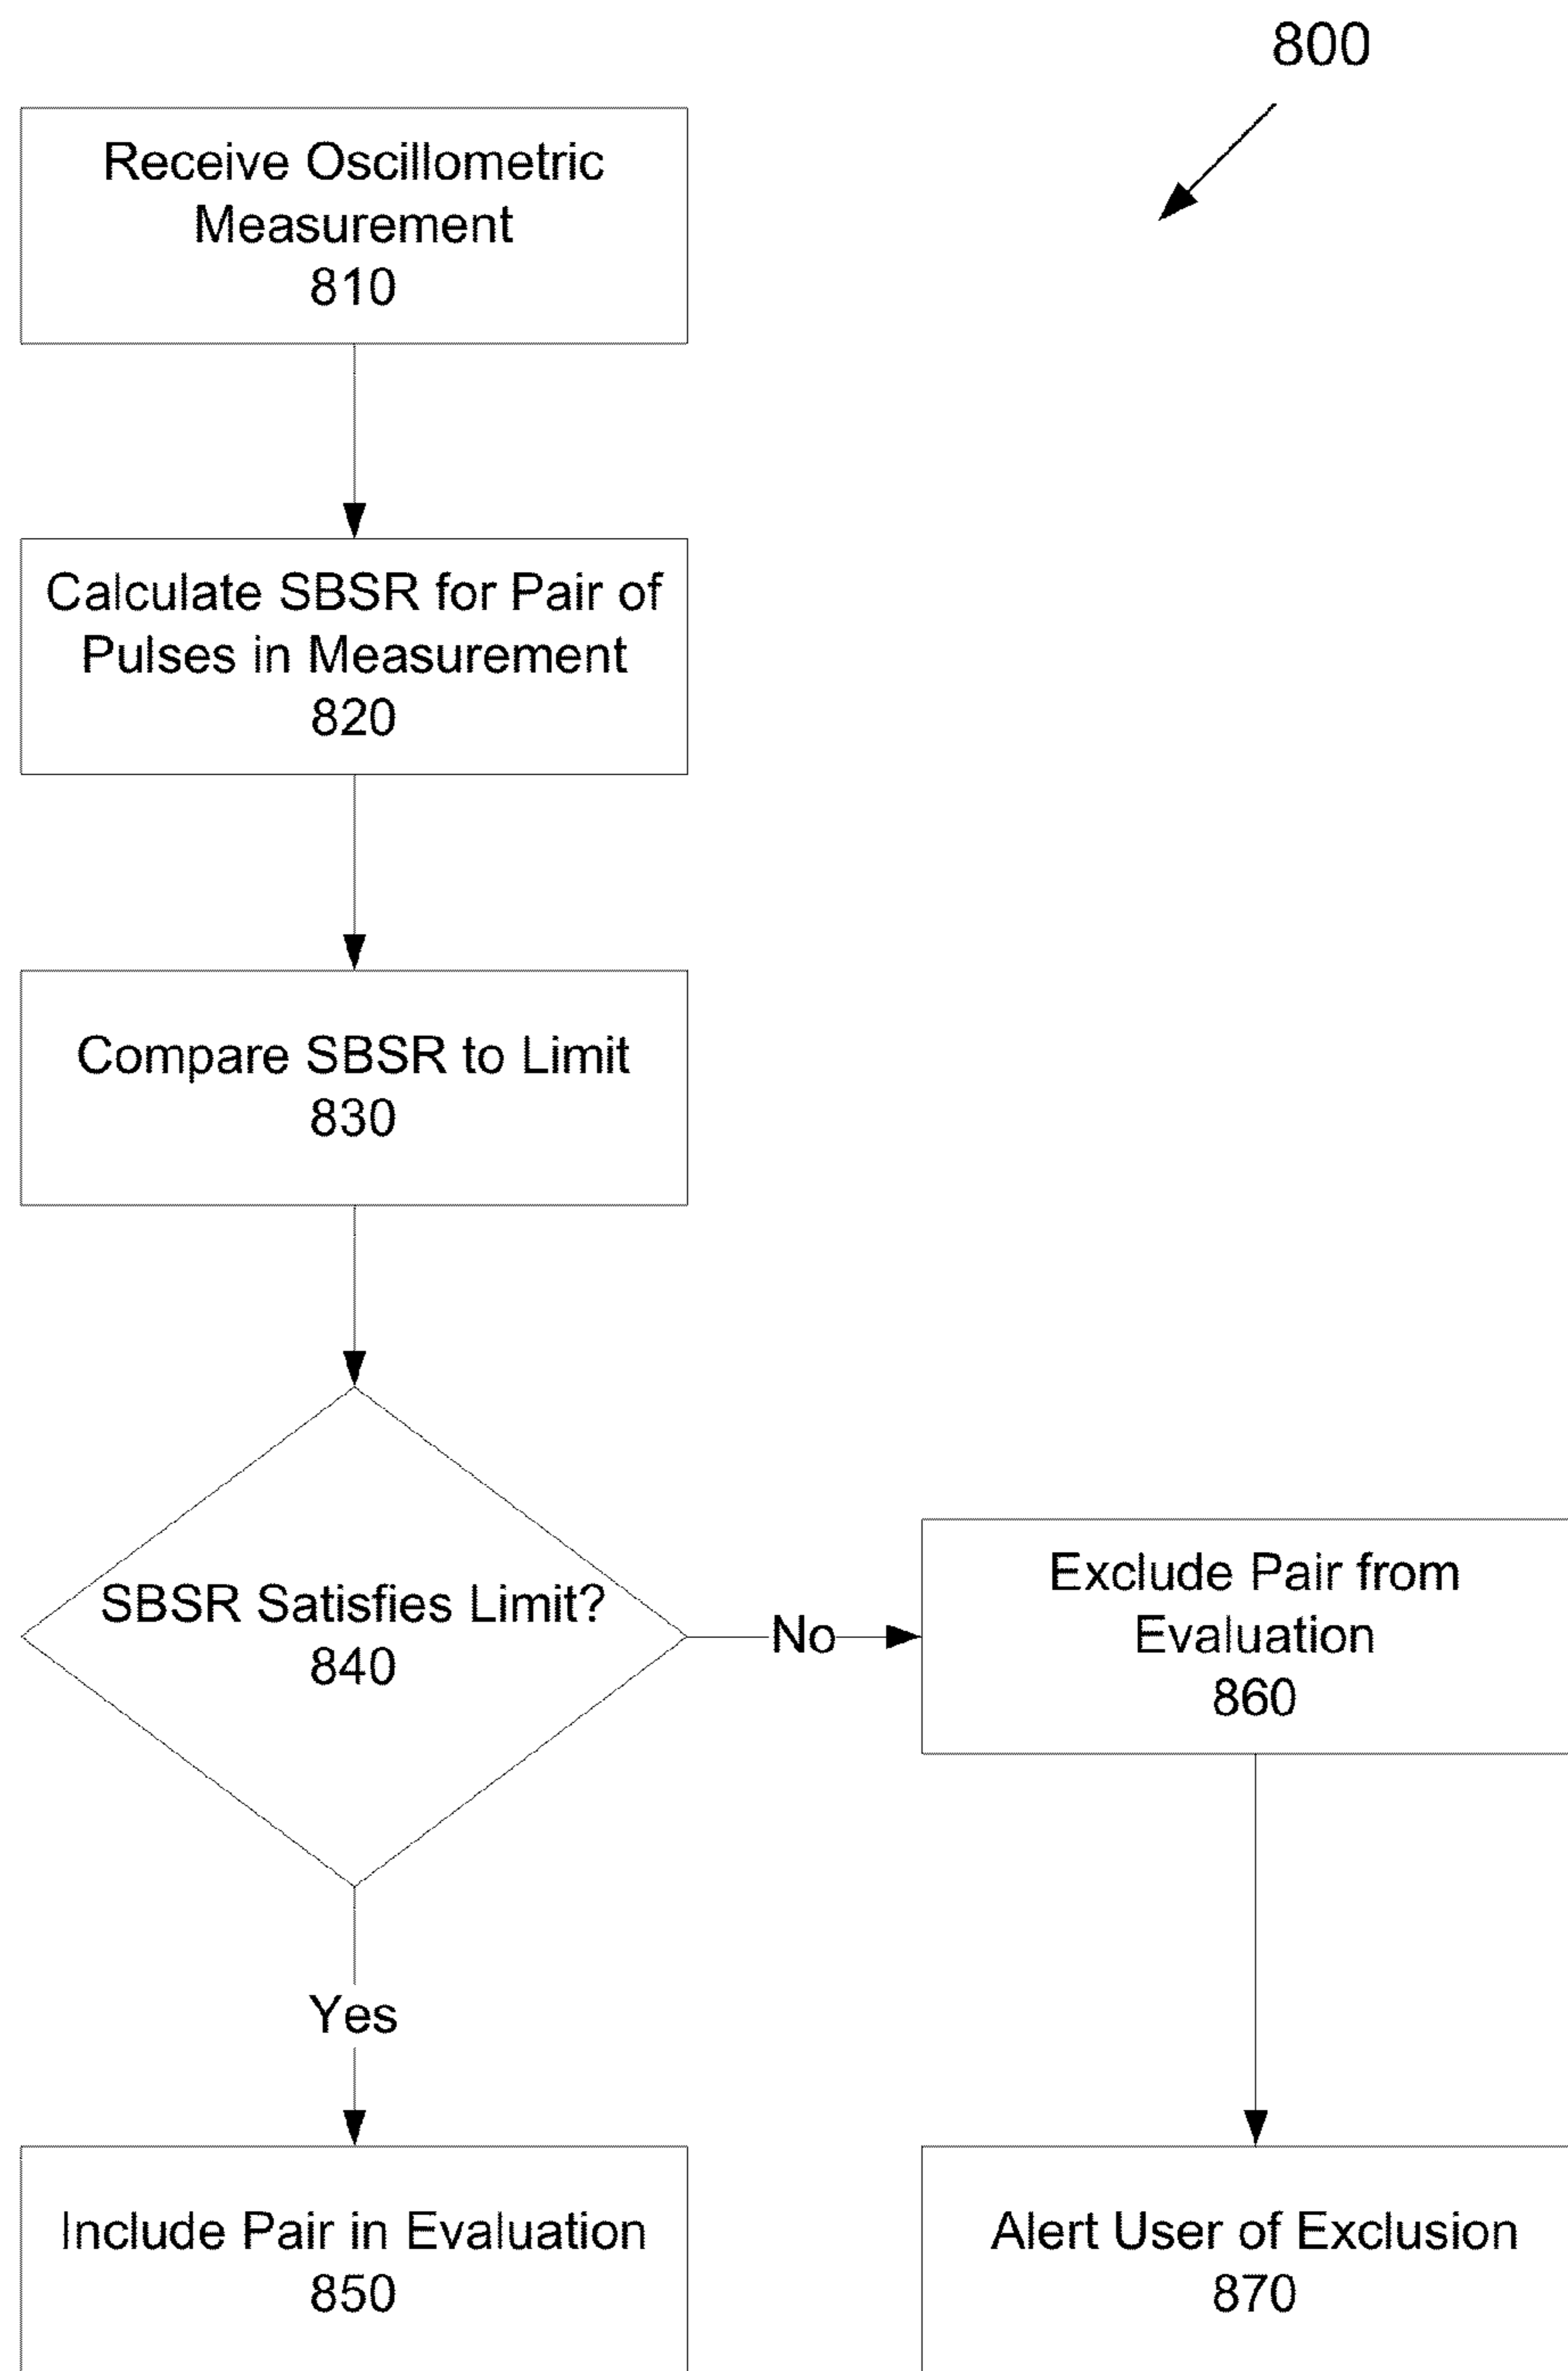 800
Receive Oscillometric
Measurement
810
Calculate SBSR for Pair of
Pulses in Measurement
820
Compare SBSR to Limit
830
SBSR Satisfies Limit?
840
No
Exclude Pair from
Evaluation
860
Yes
Include Pair in Evaluation
850
Alert User of Exclusion
870